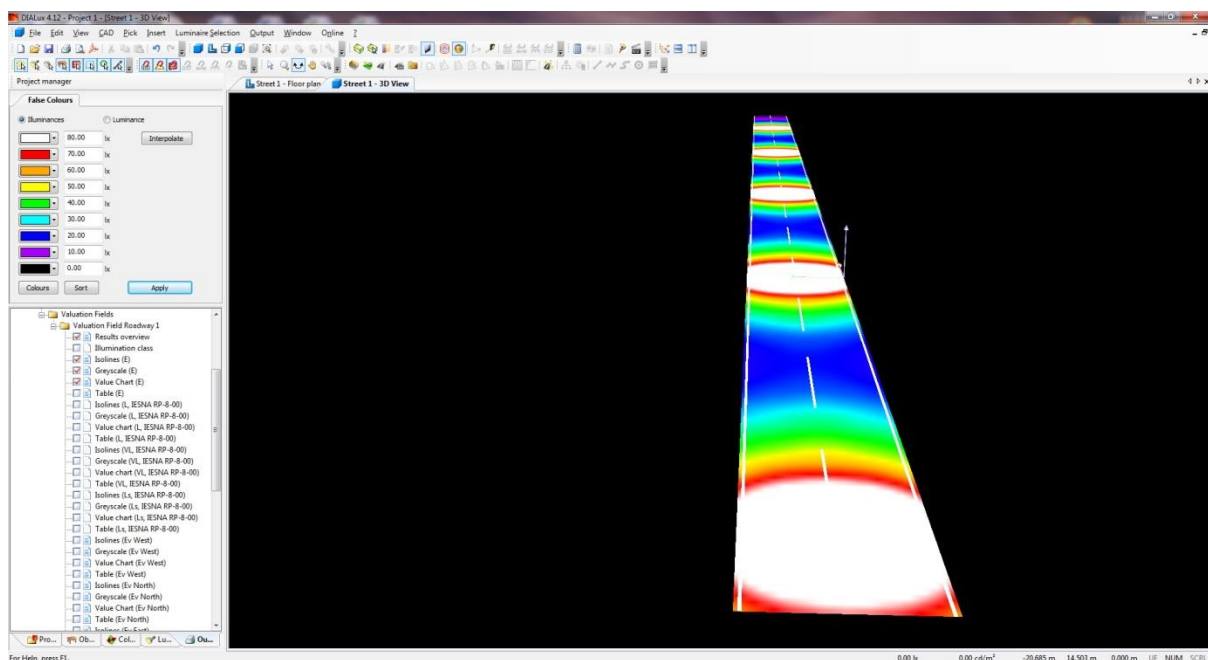 DIALux 4.12 - Project 1 - [Street 1 - 3D View]
File Edit View CAD Pick Insert Luminaire Selection Output Window Online ?
Project manager
Street 1 - Floor plan Street 1 - 3D View
False Colours
Illuminances Luminance
80.00 lx Interpolate
70.00 lx
60.00 lx
50.00 lx
40.00 lx
30.00 lx
20.00 lx
10.00 lx
0.00 lx
Colours Sort Apply
Valuation Fields
Valuation Field Roadway 1
Results overview
Illumination class
Isolines (E)
Greyscale (E)
Value Chart (E)
Table (E)
Isolines (L, IESNA RP-8-00)
Greyscale (L, IESNA RP-8-00)
Value chart (L, IESNA RP-8-00)
Table (L, IESNA RP-8-00)
Isolines (VL, IESNA RP-8-00)
Greyscale (VL, IESNA RP-8-00)
Value chart (VL, IESNA RP-8-00)
Table (VL, IESNA RP-8-00)
Isolines (Ls, IESNA RP-8-00)
Greyscale (Ls, IESNA RP-8-00)
Value chart (Ls, IESNA RP-8-00)
Table (Ls, IESNA RP-8-00)
Isolines (Ev West)
Greyscale (Ev West)
Value Chart (Ev West)
Table (Ev West)
Isolines (Ev North)
Greyscale (Ev North)
Value Chart (Ev North)
Table (Ev North)
Isolines (Ev East)
Pro... Ob... Col... Lu... Ou...
For Help, press F1. 0.00 lx 0.00 cd/m² -20.685 m 14.503 m 0.000 m UF NUM SCRL